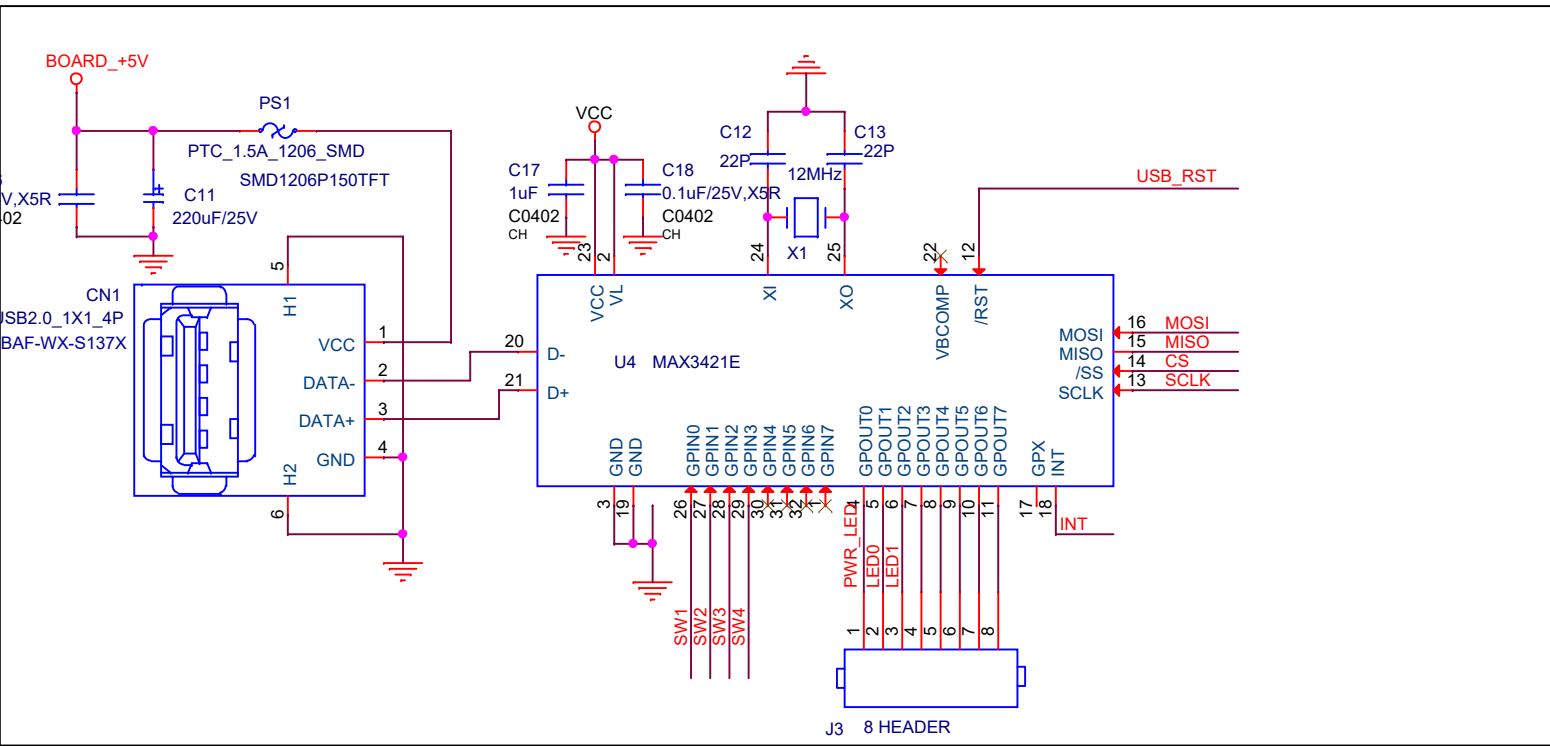 BOARD_+5V
PS1
PTC_1.5A_1206_SMD
SMD1206P150TFT
V,X5R
C11
220uF/25V
VCC
C17
1uF
C0402
CH
C18
0.1uF/25V,X5R
C0402
CH
C12
22P
C13
22P
12MHz
X1
USB_RST
23
2
24
25
22
12
VCC
VL
XI
XO
VBCOMP
/RST
CN1
USB2.0_1X1_4P
BAF-WX-S137X
5
H1
VCC
1
DATA-
2
DATA+
3
GND
4
H2
6
20
D-
21
D+
U4 MAX3421E
MOSI
16
MOSI
MISO
15
MISO
/SS
14
CS
SCLK
13
SCLK
GND
GND
GPIN0
GPIN1
GPIN2
GPIN3
GPIN4
GPIN5
GPIN6
GPIN7
GPOUT0
GPOUT1
GPOUT2
GPOUT3
GPOUT4
GPOUT5
GPOUT6
GPOUT7
GPX
INT
3
19
26
27
28
29
30
31
32
1
4
5
6
7
8
9
10
11
17
18
INT
PWR_LED
LED0
LED1
SW1
SW2
SW3
SW4
1
2
3
4
5
6
7
8
J3 8 HEADER